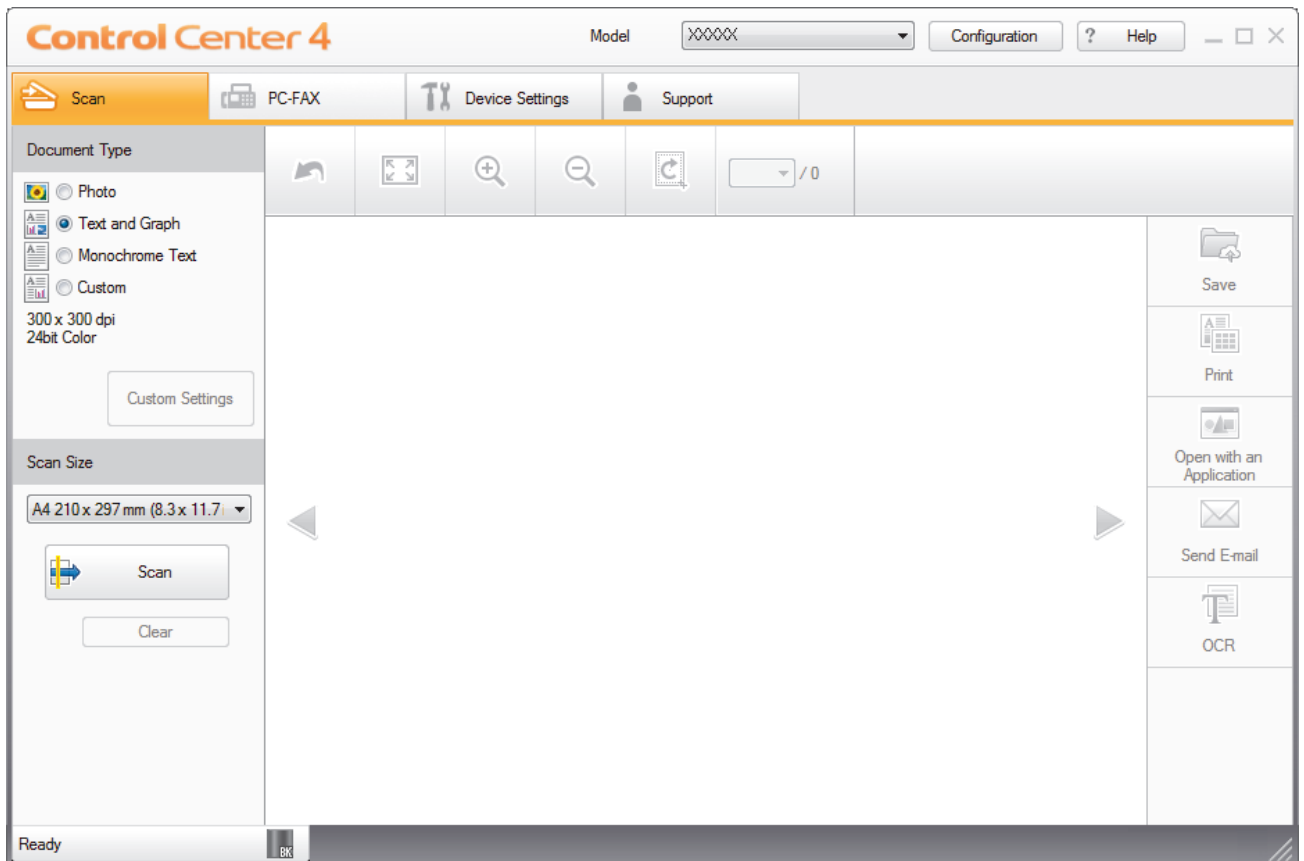 Control Center 4
Model XXXXX Configuration ? Help
Scan PC-FAX Device Settings Support
Document Type
/ 0
Photo
Text and Graph
Monochrome Text
Custom
300 x 300 dpi
24bit Color
Custom Settings
Scan Size
A4 210 x 297 mm (8.3 x 11.7
Scan
Clear
Save
Print
Open with an
Application
Send E-mail
OCR
Ready BK